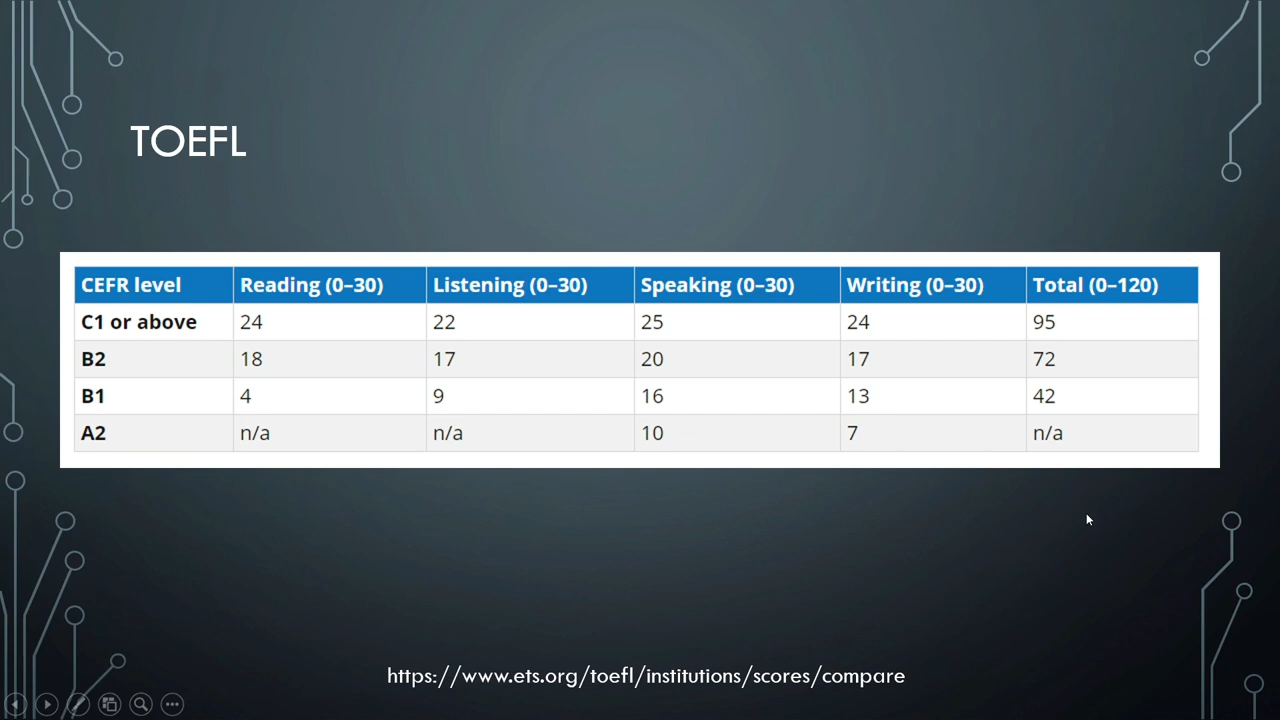 TOEFL
CEFR level Reading (0–30) Listening (0–30) Speaking (0–30) Writing (0–30) Total (0–120)
C1 or above 24 22 25 24 95
B2 18 17 20 17 72
B1 4 9 16 13 42
A2 n/a n/a 10 7 n/a
https://www.ets.org/toefl/institutions/scores/compare